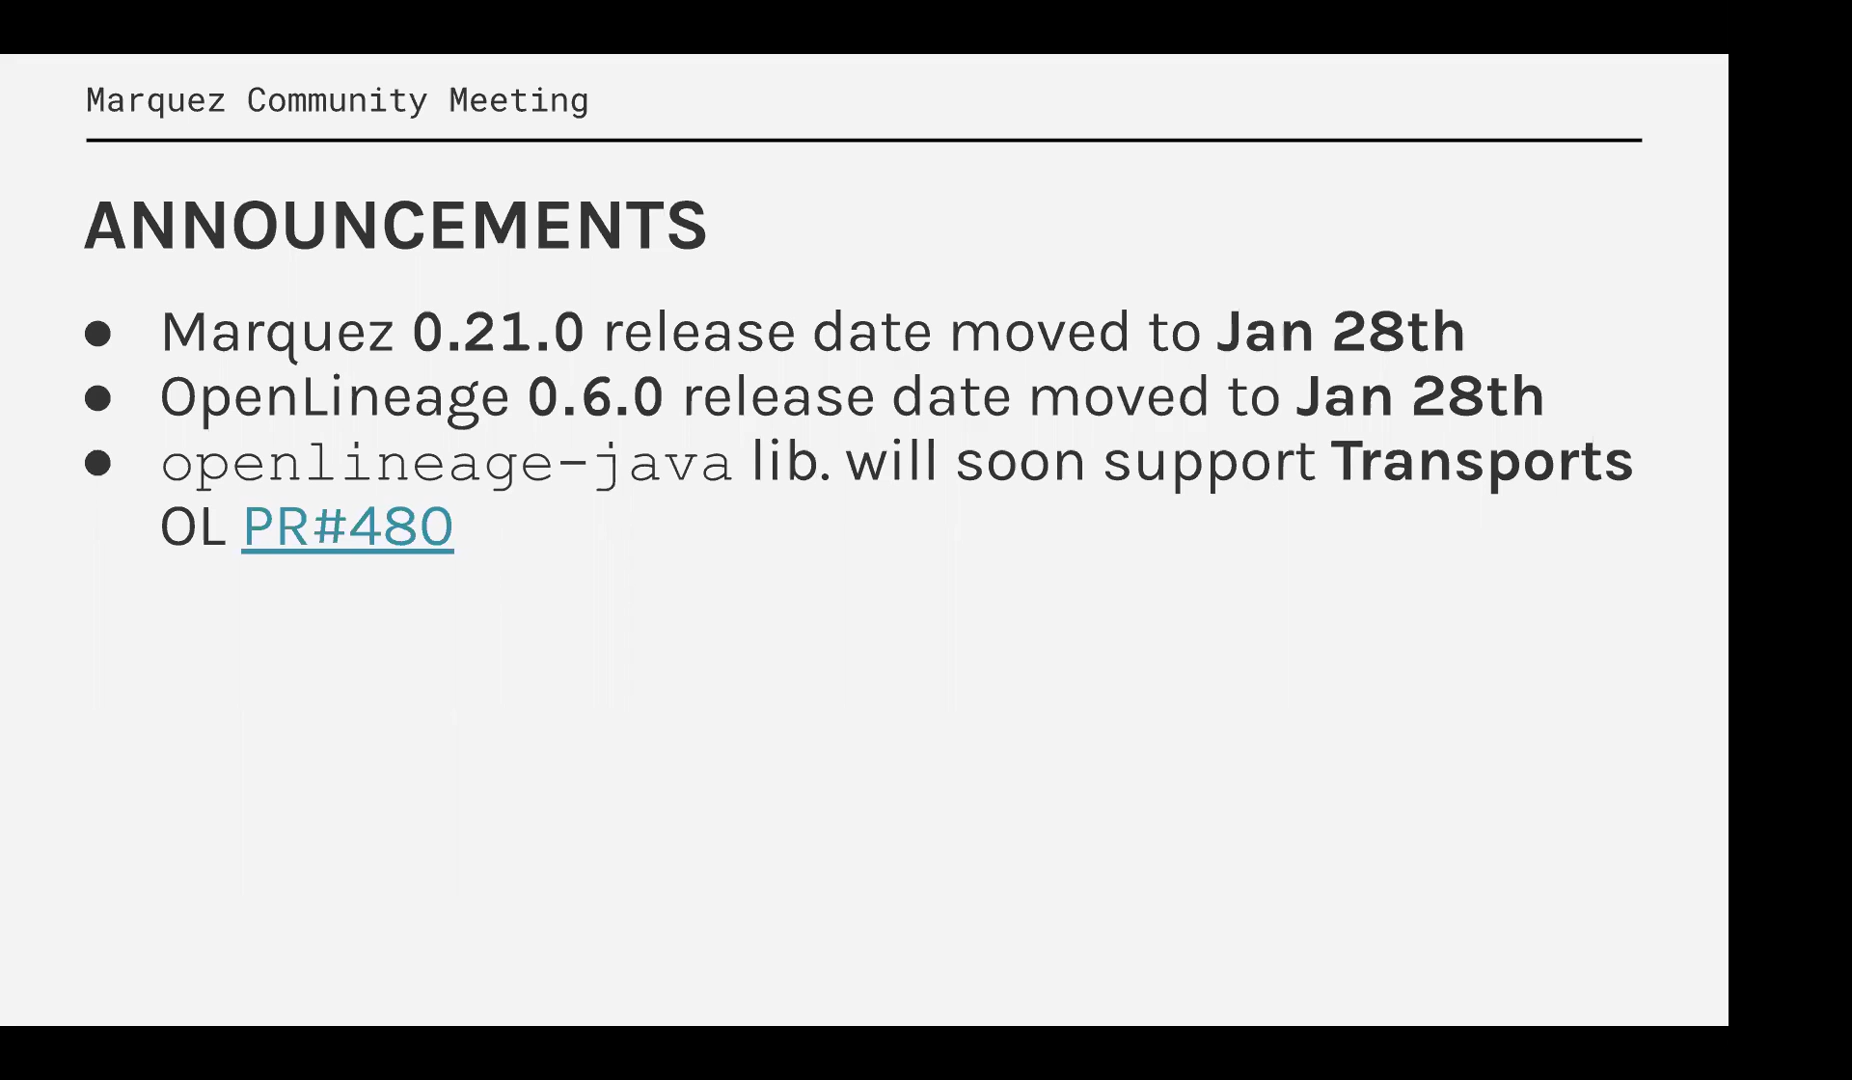 Marquez Community Meeting
ANNOUNCEMENTS
● Marquez 0.21.0 release date moved to Jan 28th
● OpenLineage 0.6.0 release date moved to Jan 28th
● openlineage-java lib. will soon support Transports
OL PR#480